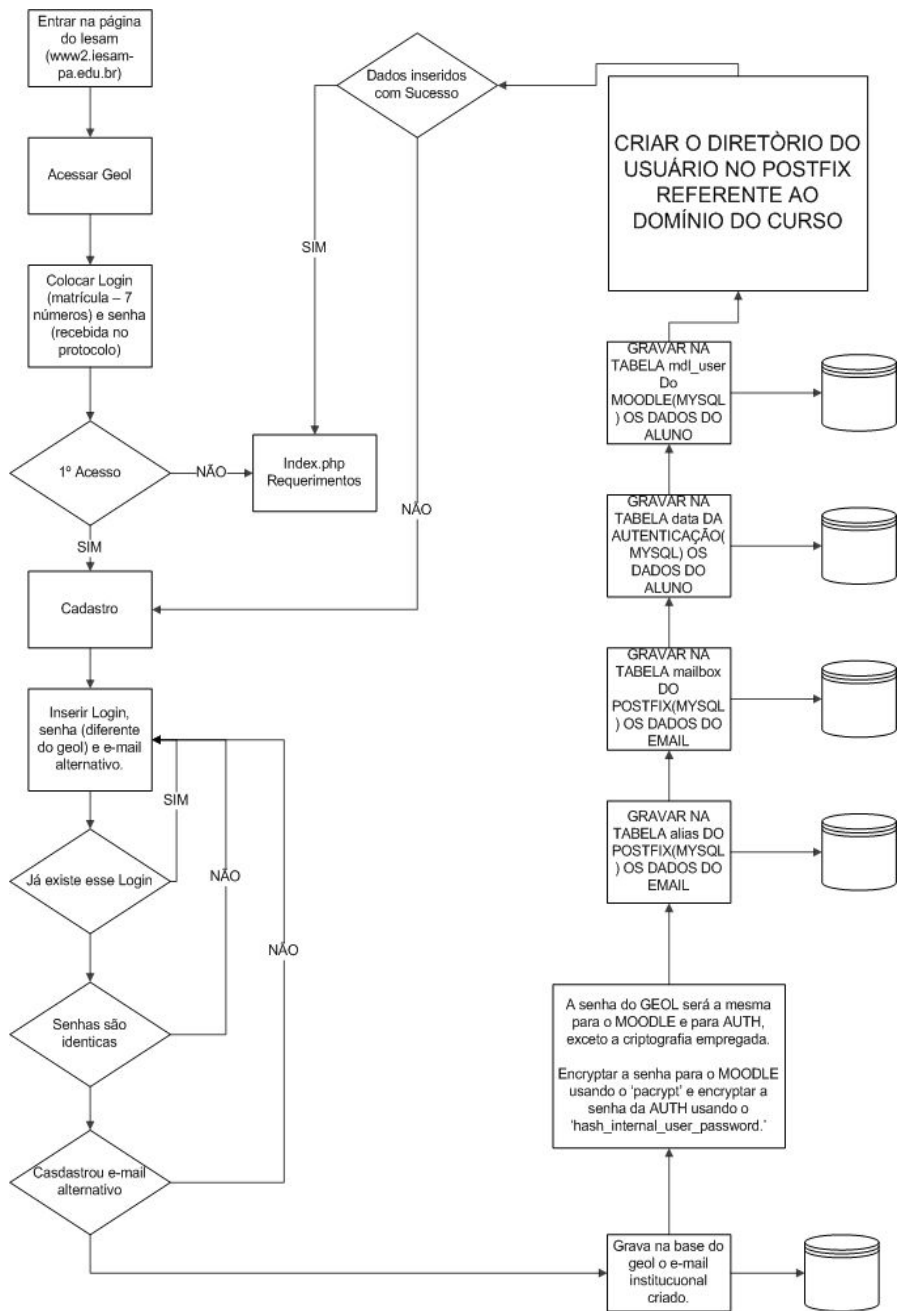 Entrar na página
do Iesam
(www2.iesam-
pa.edu.br)
Acessar Geol
Colocar Login
(matrícula – 7
números) e senha
(recebida no
protocolo)
1º Acesso
NÃO
Index.php
Requerimentos
SIM
Cadastro
Inserir Login,
senha (diferente
do geol) e e-mail
alternativo.
SIM
Já existe esse Login
NÃO
Senhas são
identicas
NÃO
Casdastrou e-mail
alternativo
Grava na base do
geol o e-mail
institucuonal
criado.
A senha do GEOL será a mesma
para o MOODLE e para AUTH,
exceto a criptografia empregada.
Encryptar a senha para o MOODLE
usando o ‘pacrypt’ e encryptar a
senha da AUTH usando o
‘hash_internal_user_password.’
GRAVAR NA
TABELA alias DO
POSTFIX(MYSQL
) OS DADOS DO
EMAIL
GRAVAR NA
TABELA mailbox
DO
POSTFIX(MYSQL
) OS DADOS DO
EMAIL
GRAVAR NA
TABELA data DA
AUTENTICAÇÃO(
MYSQL) OS
DADOS DO
ALUNO
GRAVAR NA
TABELA mdl_user
Do
MOODLE(MYSQL
) OS DADOS DO
ALUNO
CRIAR O DIRETÒRIO DO
USUÁRIO NO POSTFIX
REFERENTE AO
DOMÍNIO DO CURSO
Dados inseridos
com Sucesso
SIM
NÃO